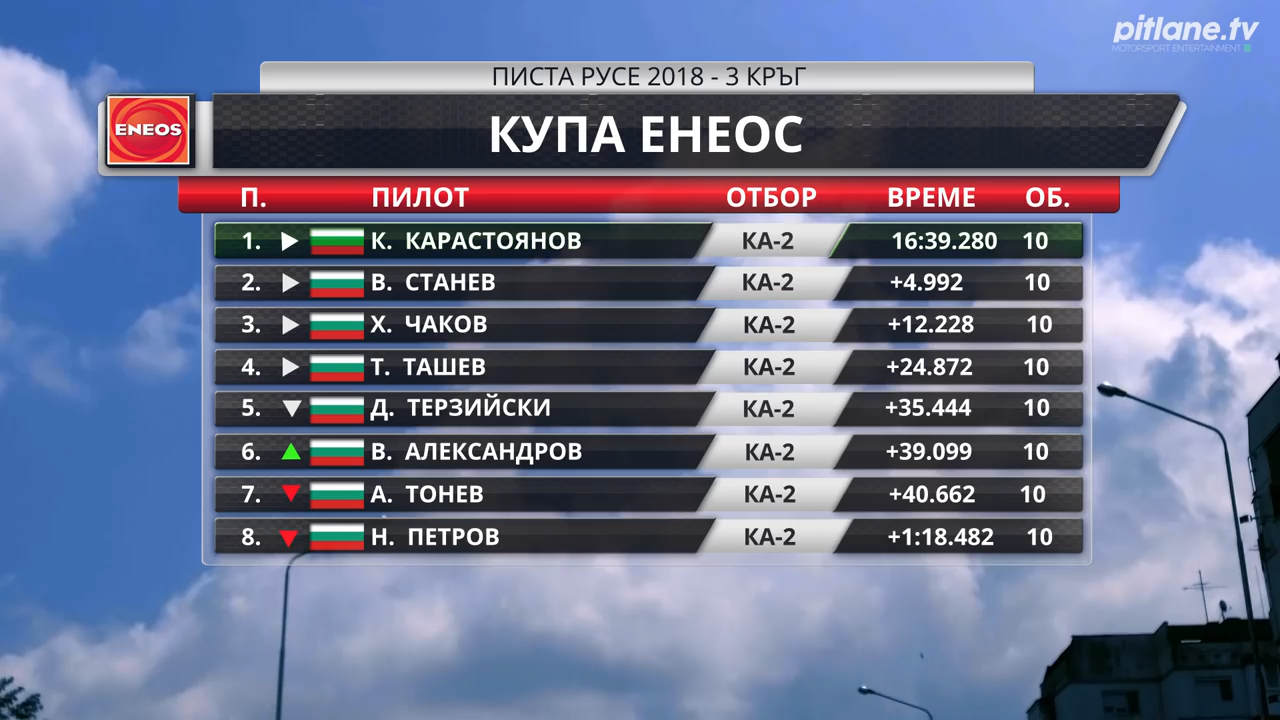 pitlane.tv
MOTORSPORT ENTERTAINMENT
ПИСТА РУСЕ 2018 - 3 КРЪГ
ENEOS
КУПА ЕНЕОС
П. ПИЛОТ ОТБОР ВРЕМЕ ОБ.
1. К. КАРАСТОЯНОВ КА-2 16:39.280 10
2. В. СТАНЕВ КА-2 +4.992 10
3. Х. ЧАКОВ КА-2 +12.228 10
4. Т. ТАШЕВ КА-2 +24.872 10
5. Д. ТЕРЗИЙСКИ КА-2 +35.444 10
6. В. АЛЕКСАНДРОВ КА-2 +39.099 10
7. А. ТОНЕВ КА-2 +40.662 10
8. Н. ПЕТРОВ КА-2 +1:18.482 10